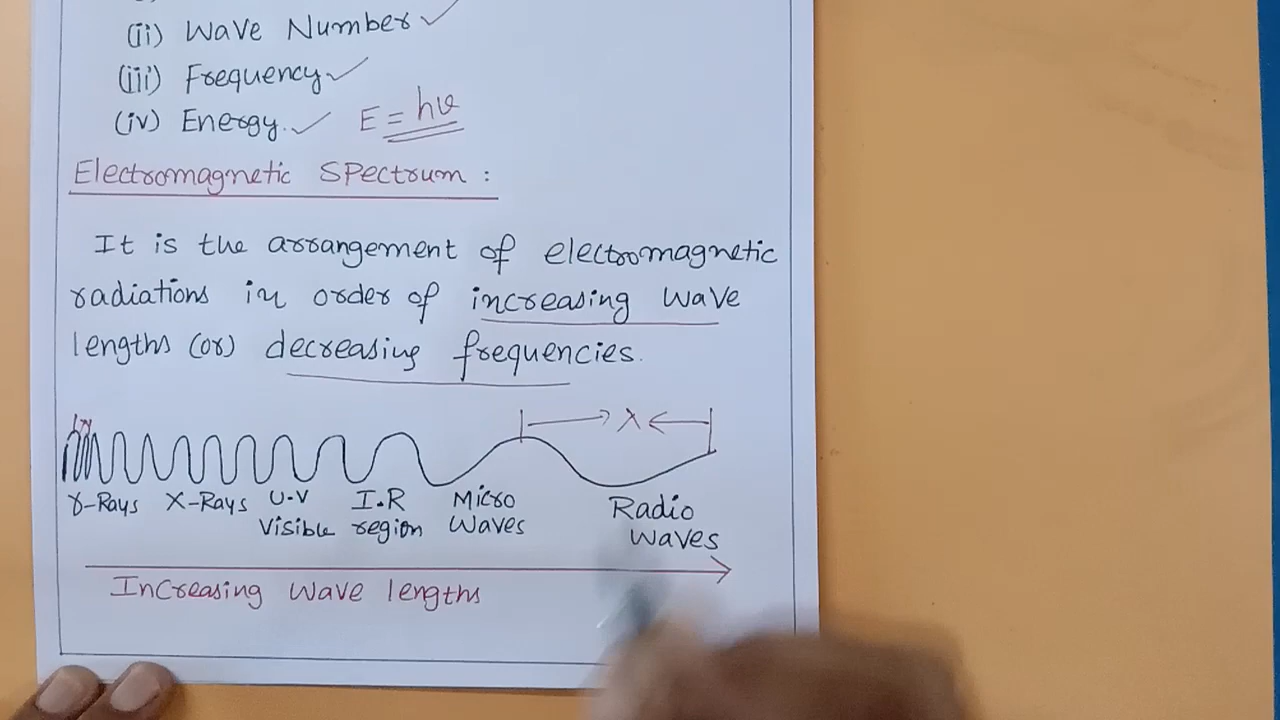 (ii) Wave Number ✓
(iii) Frequency ✓
(iv) Energy. ✓ E = hυ
Electromagnetic Spectrum :
It is the arrangement of electromagnetic
radiations in order of increasing wave
lengths (or) decreasing frequencies.
λ
γ-Rays X-Rays U.V Visible I.R region Micro Waves Radio Waves
Increasing wave lengths